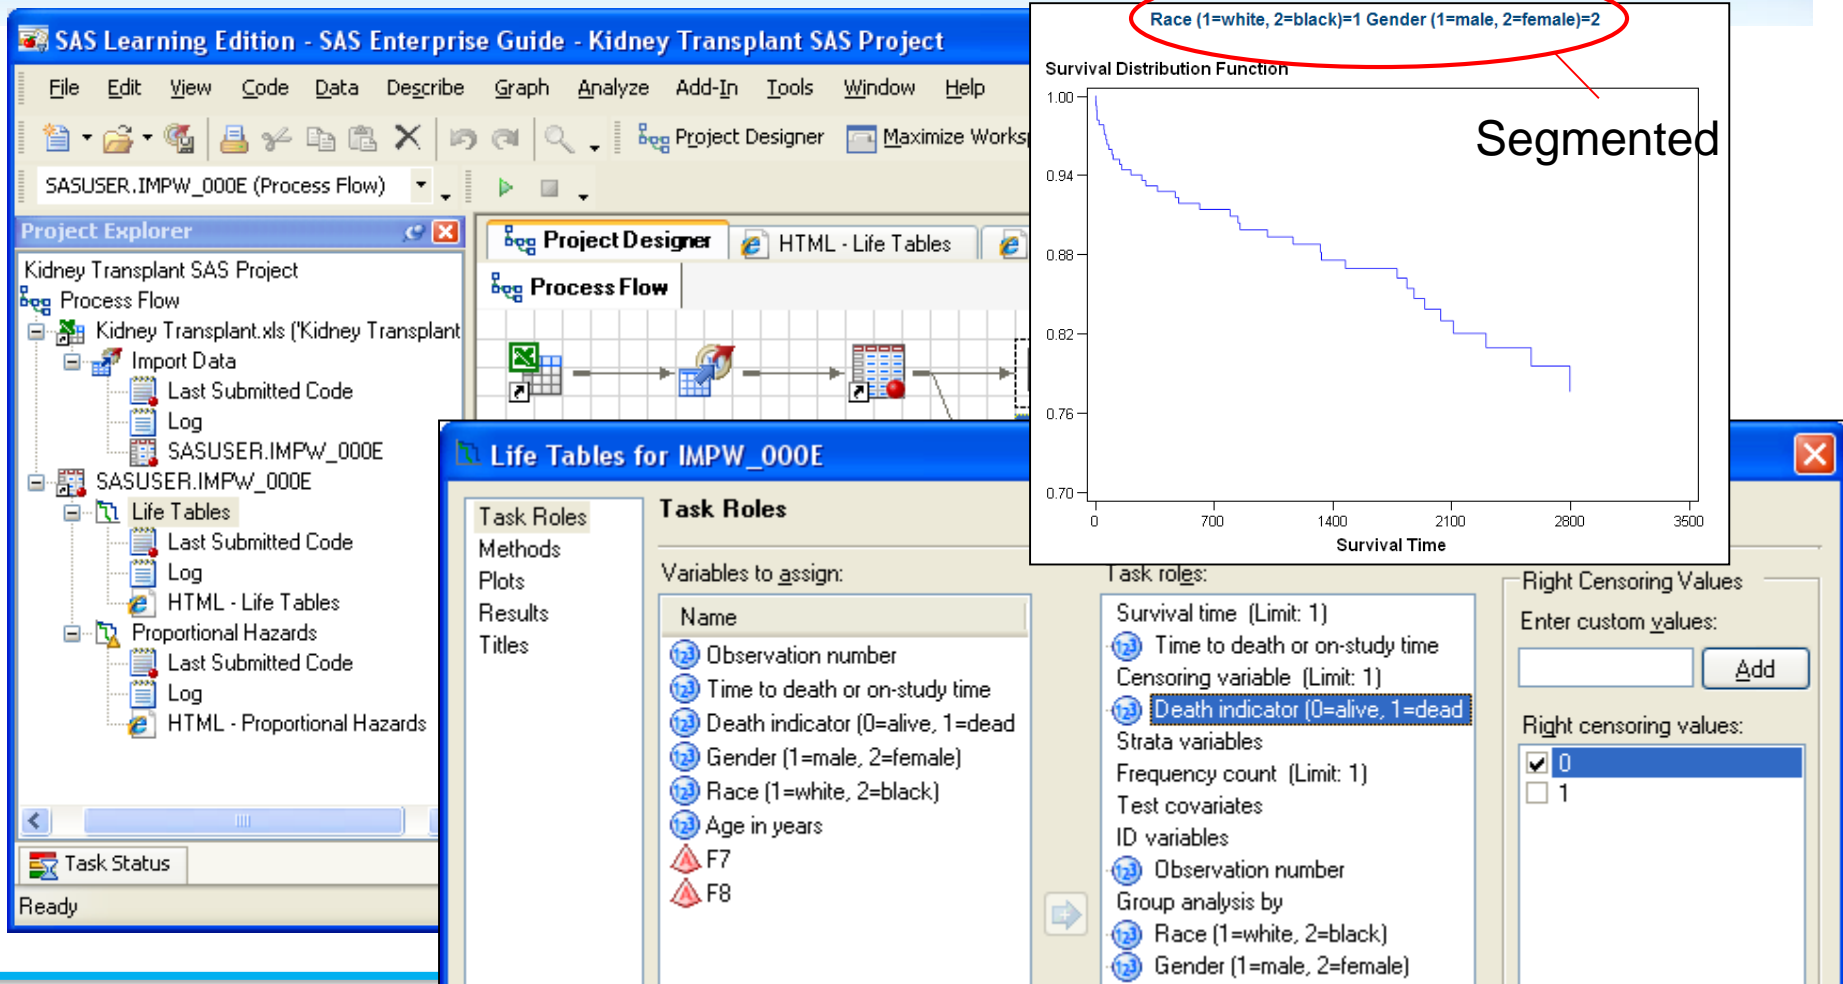 SAS Learning Edition - SAS Enterprise Guide - Kidney Transplant SAS Project
File Edit View Code Data Describe Graph Analyze Add-In Tools Window Help
Project Designer Maximize Works
SASUSER.IMPW_000E (Process Flow)
Project Explorer
Kidney Transplant SAS Project
Process Flow
Kidney Transplant.xls ('Kidney Transplant
Import Data
Last Submitted Code
Log
SASUSER.IMPW_000E
SASUSER.IMPW_000E
Life Tables
Last Submitted Code
Log
HTML - Life Tables
Proportional Hazards
Last Submitted Code
Log
HTML - Proportional Hazards
Task Status
Ready
Project Designer HTML - Life Tables
Process Flow
Race (1=white, 2=black)=1 Gender (1=male, 2=female)=2
Survival Distribution Function
Segmented
1.00
0.94
0.88
0.82
0.76
0.70
0 700 1400 2100 2800 3500
Survival Time
Life Tables for IMPW_000E
Task Roles
Methods
Plots
Results
Titles
Task Roles
Variables to assign:
Name
Observation number
Time to death or on-study time
Death indicator (0=alive, 1=dead
Gender (1=male, 2=female)
Race (1=white, 2=black)
Age in years
F7
F8
Task roles:
Survival time (Limit: 1)
Time to death or on-study time
Censoring variable (Limit: 1)
Death indicator (0=alive, 1=dead
Strata variables
Frequency count (Limit: 1)
Test covariates
ID variables
Observation number
Group analysis by
Race (1=white, 2=black)
Gender (1=male, 2=female)
Right Censoring Values
Enter custom values:
Add
Right censoring values:
0
1